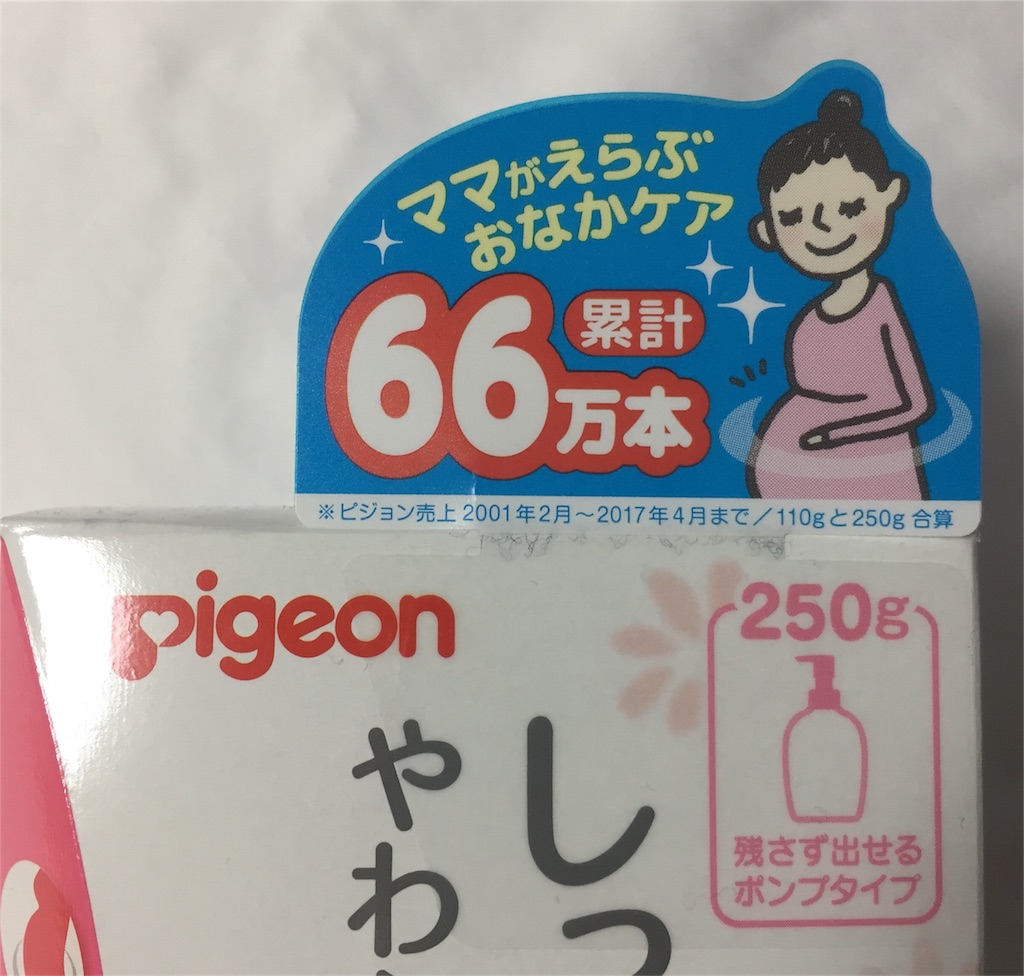 ママがえらぶ
おなかケア
累計
66万本
※ピジョン売上 2001年2月～2017年4月まで／110gと250g合算
pigeon
250g
残さず出せる
ポンプタイプ
しっ
やわ